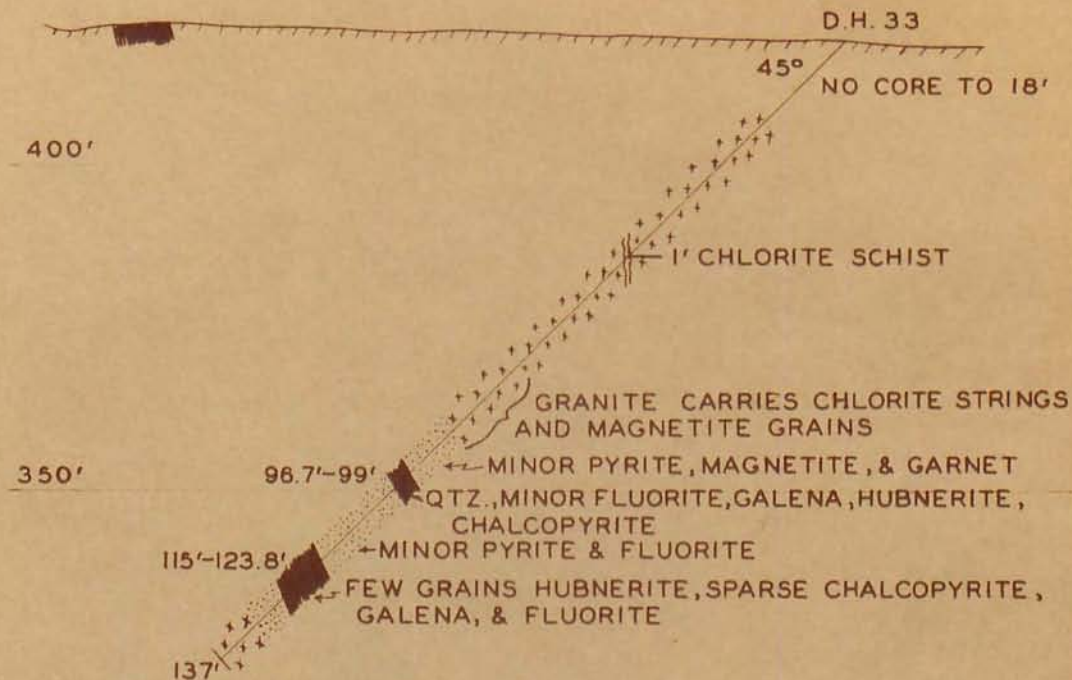 D.H. 33
45°
NO CORE TO 18'
400'
1' CHLORITE SCHIST
GRANITE CARRIES CHLORITE STRINGS
AND MAGNETITE GRAINS
350'
96.7'-99'
MINOR PYRITE, MAGNETITE, & GARNET
QTZ., MINOR FLUORITE, GALENA, HUBNERITE,
CHALCOPYRITE
115'-123.8'
MINOR PYRITE & FLUORITE
FEW GRAINS HUBNERITE, SPARSE CHALCOPYRITE,
GALENA, & FLUORITE
137'